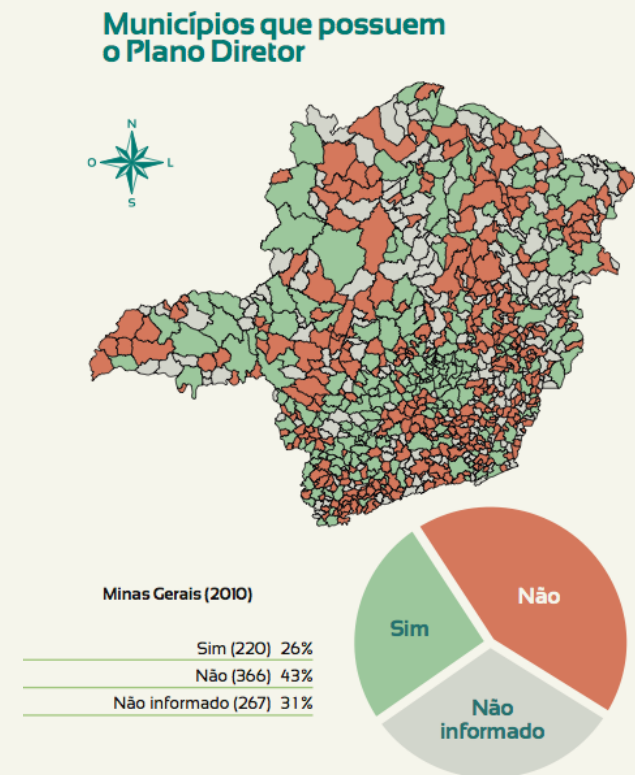 Municípios que possuem
o Plano Diretor
N
O L
S
Minas Gerais (2010)
Sim (220) 26%
Não (366) 43%
Não informado (267) 31%
Não
Sim
Não
informado